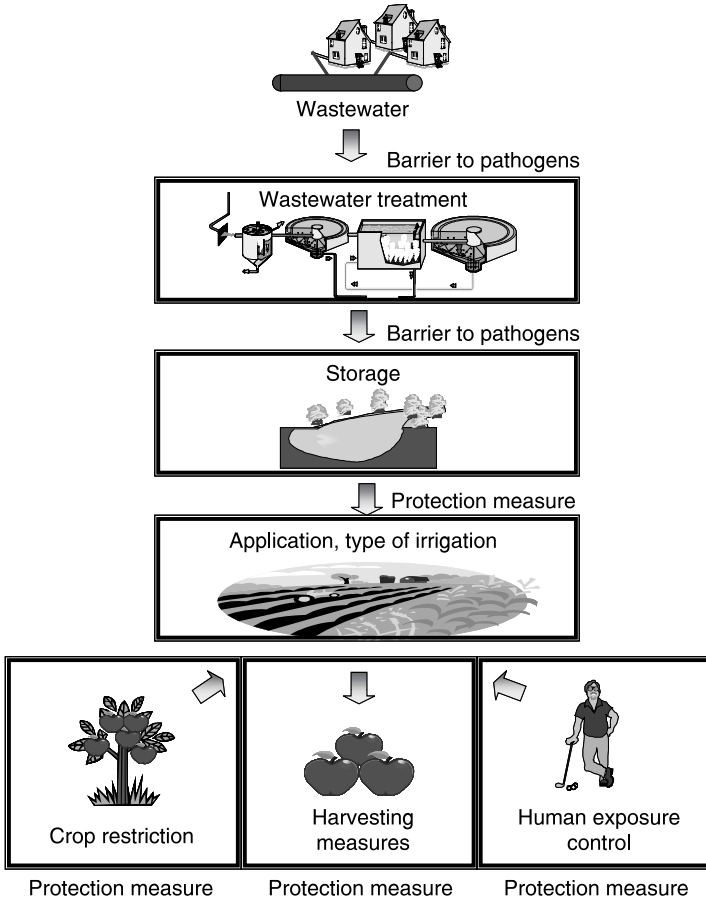 Wastewater
Barrier to pathogens
Wastewater treatment
Barrier to pathogens
Storage
Protection measure
Application, type of irrigation
Crop restriction
Harvesting
measures
Human exposure
control
Protection measure
Protection measure
Protection measure